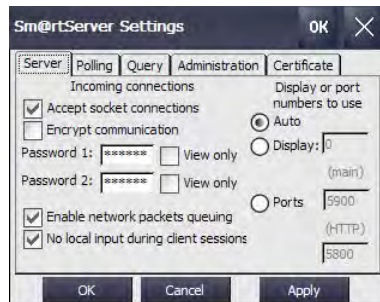 Sm@rtServer Settings OK
Server Polling Query Administration Certificate
Incoming connections
Accept socket connections
Encrypt communication
Password 1: ****** View only
Password 2: ****** View only
Enable network packets queuing
No local input during client sessions
Display or port
numbers to use
Auto
Display: 0
(main)
Ports 5900
(HTTP)
5800
OK Cancel Apply